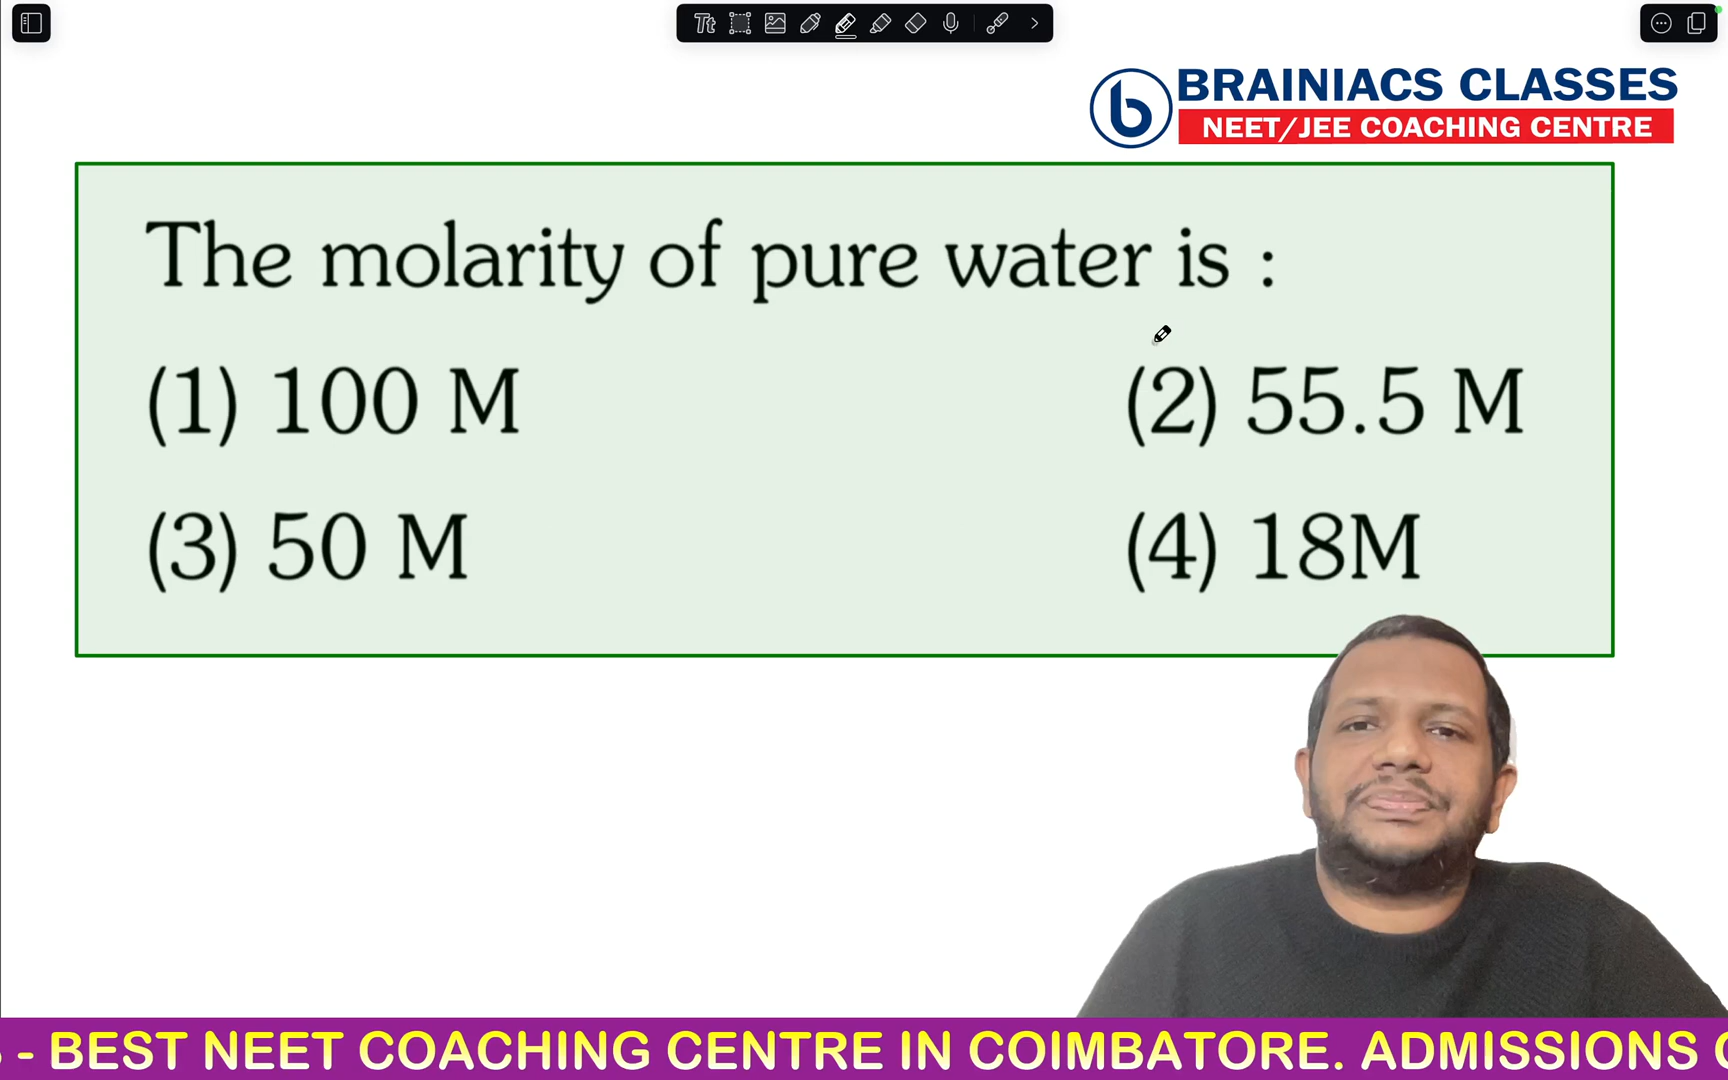 Tt
b BRAINIACS CLASSES
NEET/JEE COACHING CENTRE
The molarity of pure water is :
(1) 100 M
(2) 55.5 M
(3) 50 M
(4) 18M
- BEST NEET COACHING CENTRE IN COIMBATORE. ADMISSIONS